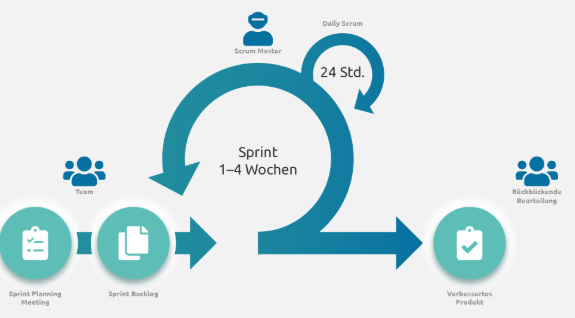 Daily Scrum
Scrum Master
24 Std.
Sprint
1–4 Wochen
Team
Rückblickende
Beurteilung
Sprint Planning
Meeting
Sprint Backlog
Verbessertes
Produkt